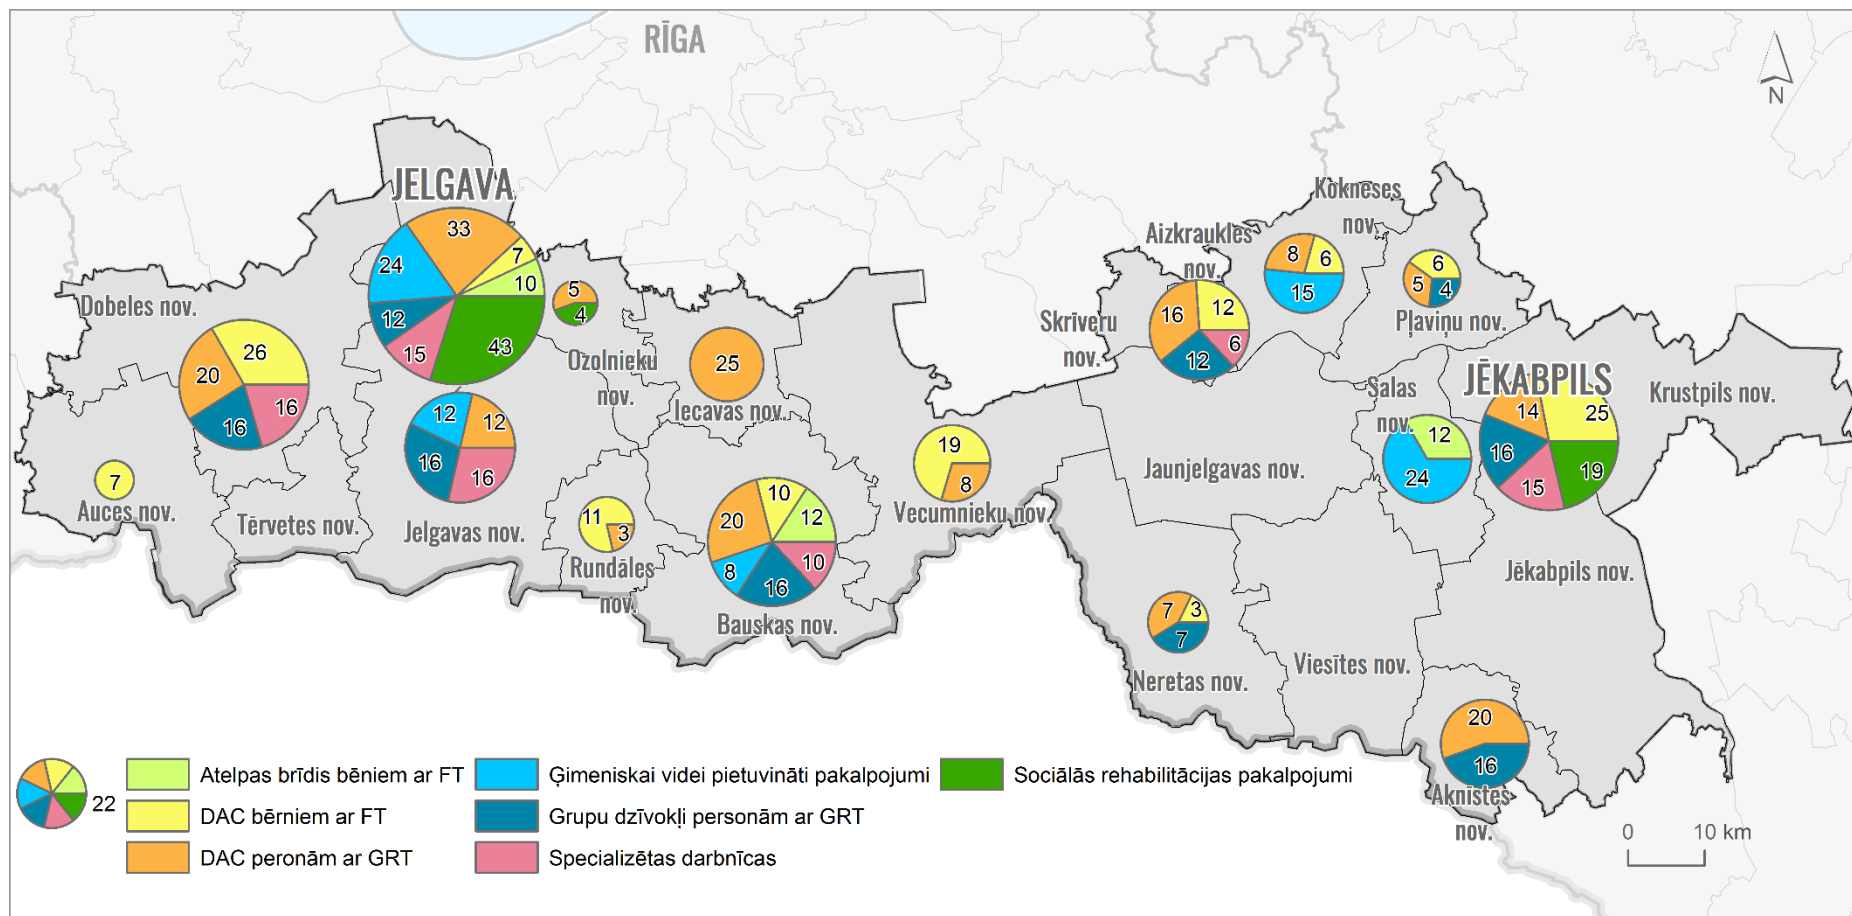 RĪGA
N
JELGAVA
33
24
7
10
12
15
43
Dobeles nov.
26
20
16
16
5
4
Ozolnieku
nov.
25
Iecavas nov.
12
12
16
16
Jelgavas nov.
7
Auces nov.
Tērvetes nov.
11
3
Rundāles
nov.
10
20
12
8
16
10
Bauskas nov.
19
8
Vecumnieku nov.
Skrīveru
nov.
Aizkraukles
nov.
16
12
12
6
Kokneses
nov.
8
6
15
6
5
4
Pļaviņu nov.
Jaunjelgavas nov.
Salas
nov.
12
24
JĒKABPILS
14
25
16
15
19
Krustpils nov.
Jēkabpils nov.
7
3
7
Neretas nov.
Viesītes nov.
20
16
Aknīstes
nov.
22
Atelpas brīdis bēniem ar FT
DAC bērniem ar FT
DAC peronām ar GRT
Ģimeniskai videi pietuvināti pakalpojumi
Grupu dzīvokļi personām ar GRT
Specializētas darbnīcas
Sociālās rehabilitācijas pakalpojumi
0 10 km